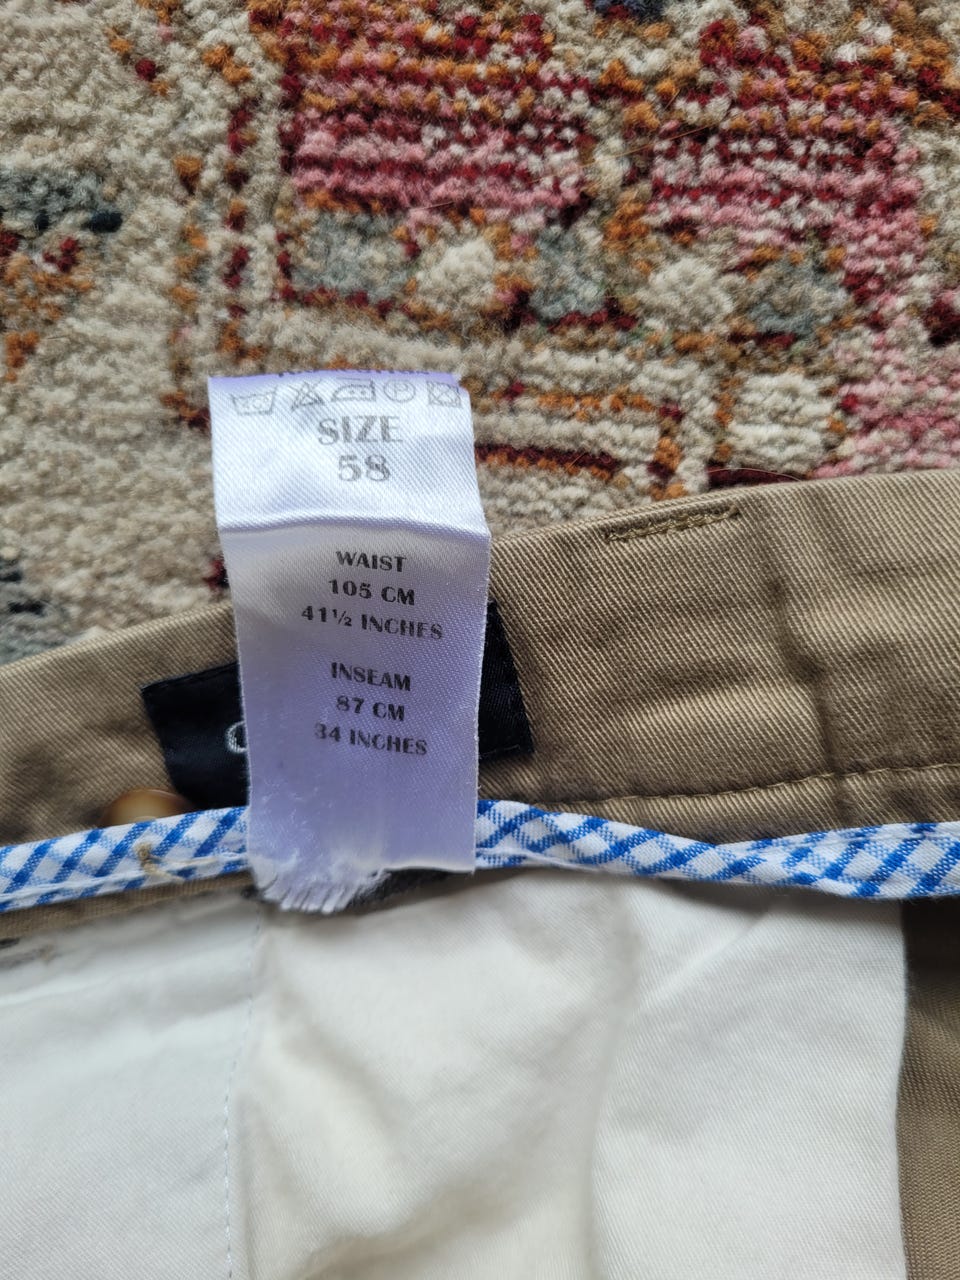 SIZE
58
WAIST
105 CM
41½ INCHES
INSEAM
87 CM
34 INCHES